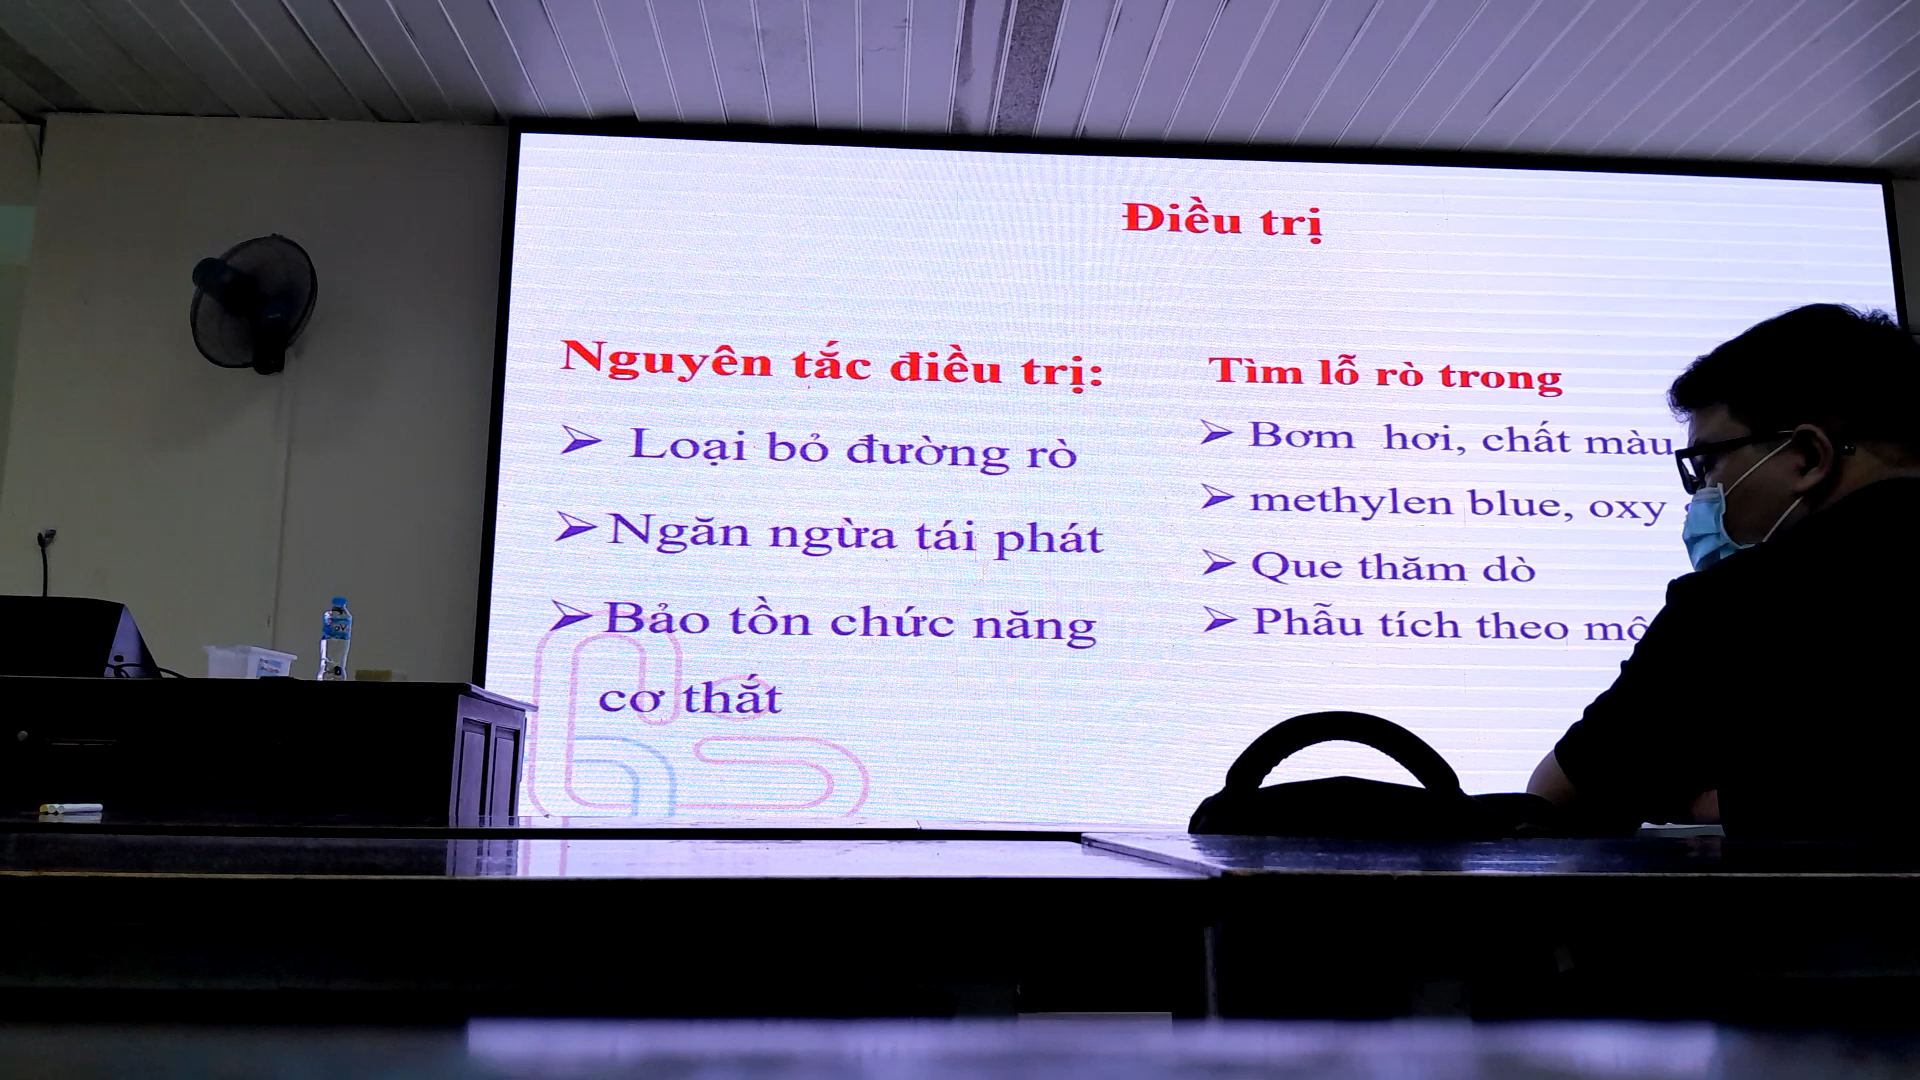 Điều trị
Nguyên tắc điều trị:
➢ Loại bỏ đường rò
➢ Ngăn ngừa tái phát
➢ Bảo tồn chức năng
cơ thắt
Tìm lỗ rò trong
➢ Bơm hơi, chất màu
➢ methylen blue, oxy
➢ Que thăm dò
➢ Phẫu tích theo